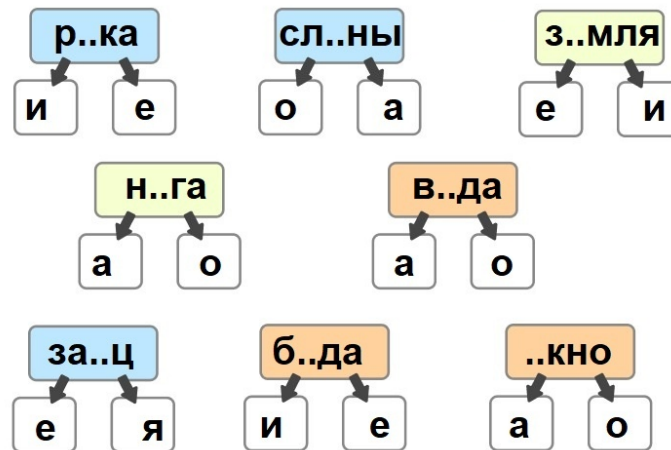 р..ка сл..ны з..мля
и е о а е и
н..га в..да
а о а о
за..ц б..да ..кно
е я и е а о